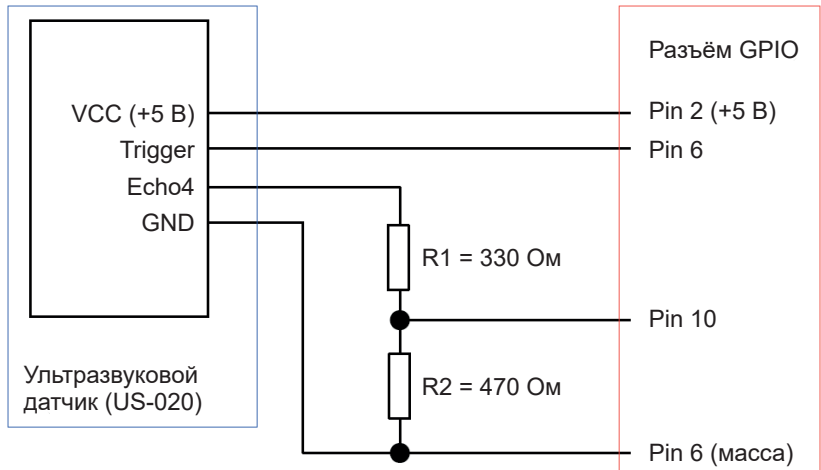 VCC (+5 В)
Trigger
Echo4
GND
Ультразвуковой
датчик (US-020)
R1 = 330 Ом
R2 = 470 Ом
Разъём GPIO
Pin 2 (+5 В)
Pin 6
Pin 10
Pin 6 (масса)